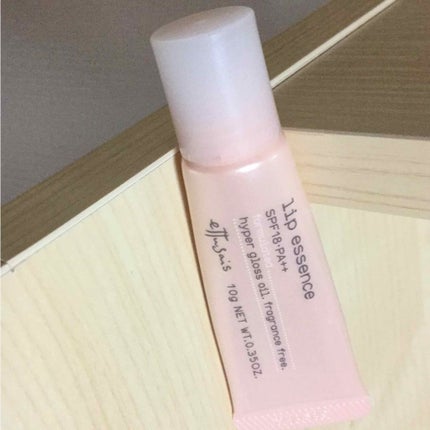 lip essence
SPF18·PA++
hyper gloss oil. fragrance free.
ettusais 10g NET WT.0.35OZ.